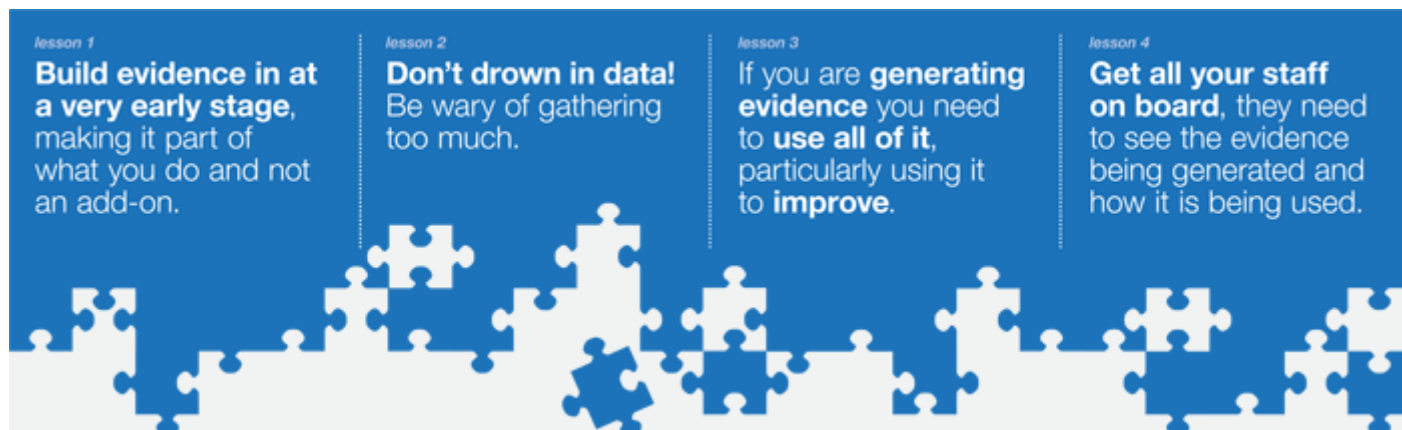 lesson 1
Build evidence in at
a very early stage,
making it part of
what you do and not
an add-on.
lesson 2
Don’t drown in data!
Be wary of gathering
too much.
lesson 3
If you are generating
evidence you need
to use all of it,
particularly using it
to improve.
lesson 4
Get all your staff
on board, they need
to see the evidence
being generated and
how it is being used.